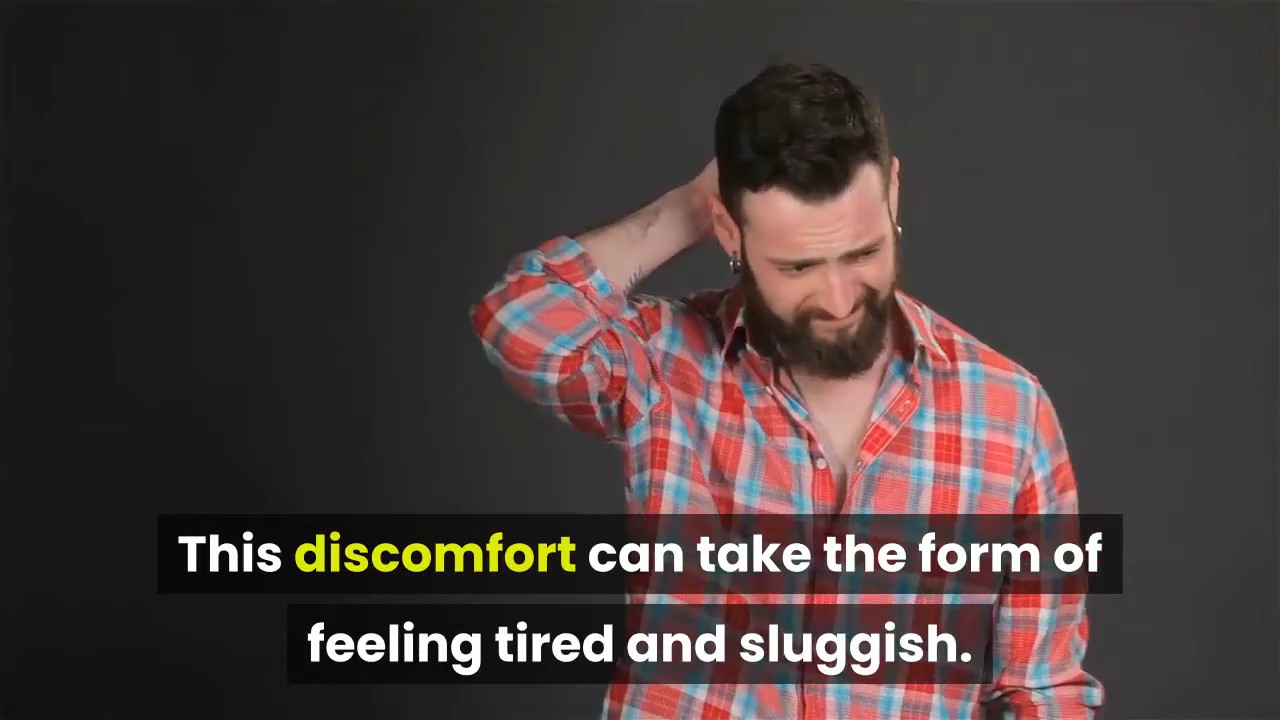 This discomfort can take the form of
feeling tired and sluggish.